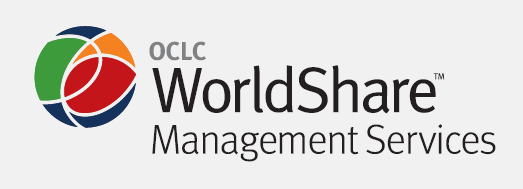 OCLC
WorldShare™
Management Services